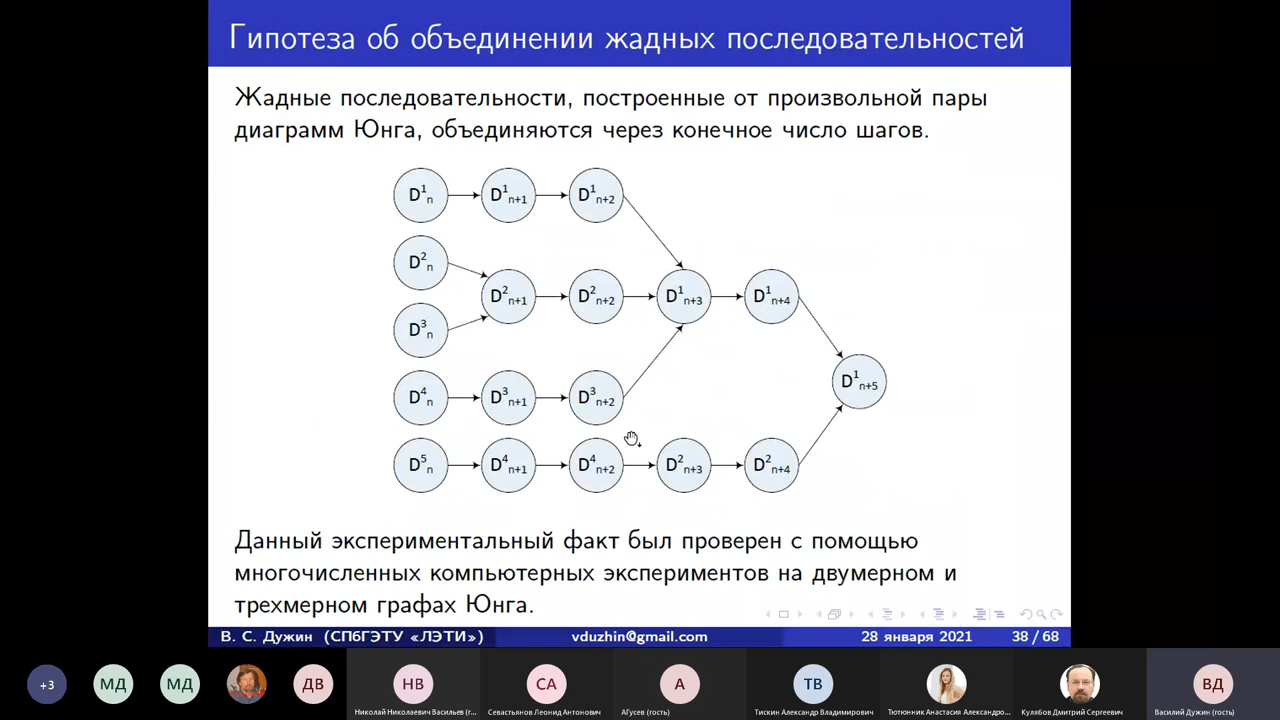 Гипотеза об объединении жадных последовательностей
Жадные последовательности, построенные от произвольной пары
диаграмм Юнга, объединяются через конечное число шагов.
D¹n D¹n+1 D¹n+2
D²n
D²n+1 D²n+2 D¹n+3 D¹n+4
D³n
D¹n+5
D⁴n D³n+1 D³n+2
D⁵n D⁴n+1 D⁴n+2 D²n+3 D²n+4
Данный экспериментальный факт был проверен с помощью
многочисленных компьютерных экспериментов на двумерном и
трехмерном графах Юнга.
В. С. Дужин (СПбГЭТУ «ЛЭТИ») vduzhin@gmail.com 28 января 2021 38 / 68
+3 МД МД ДВ НВ СА А ТВ ВД
Николай Николаевич Васильев (г... Севастьянов Леонид Антонович АГусев (гость) Тискин Александр Владимирович Тютюнник Анастасия Александро... Кулябов Дмитрий Сергеевич Василий Дужин (гость)